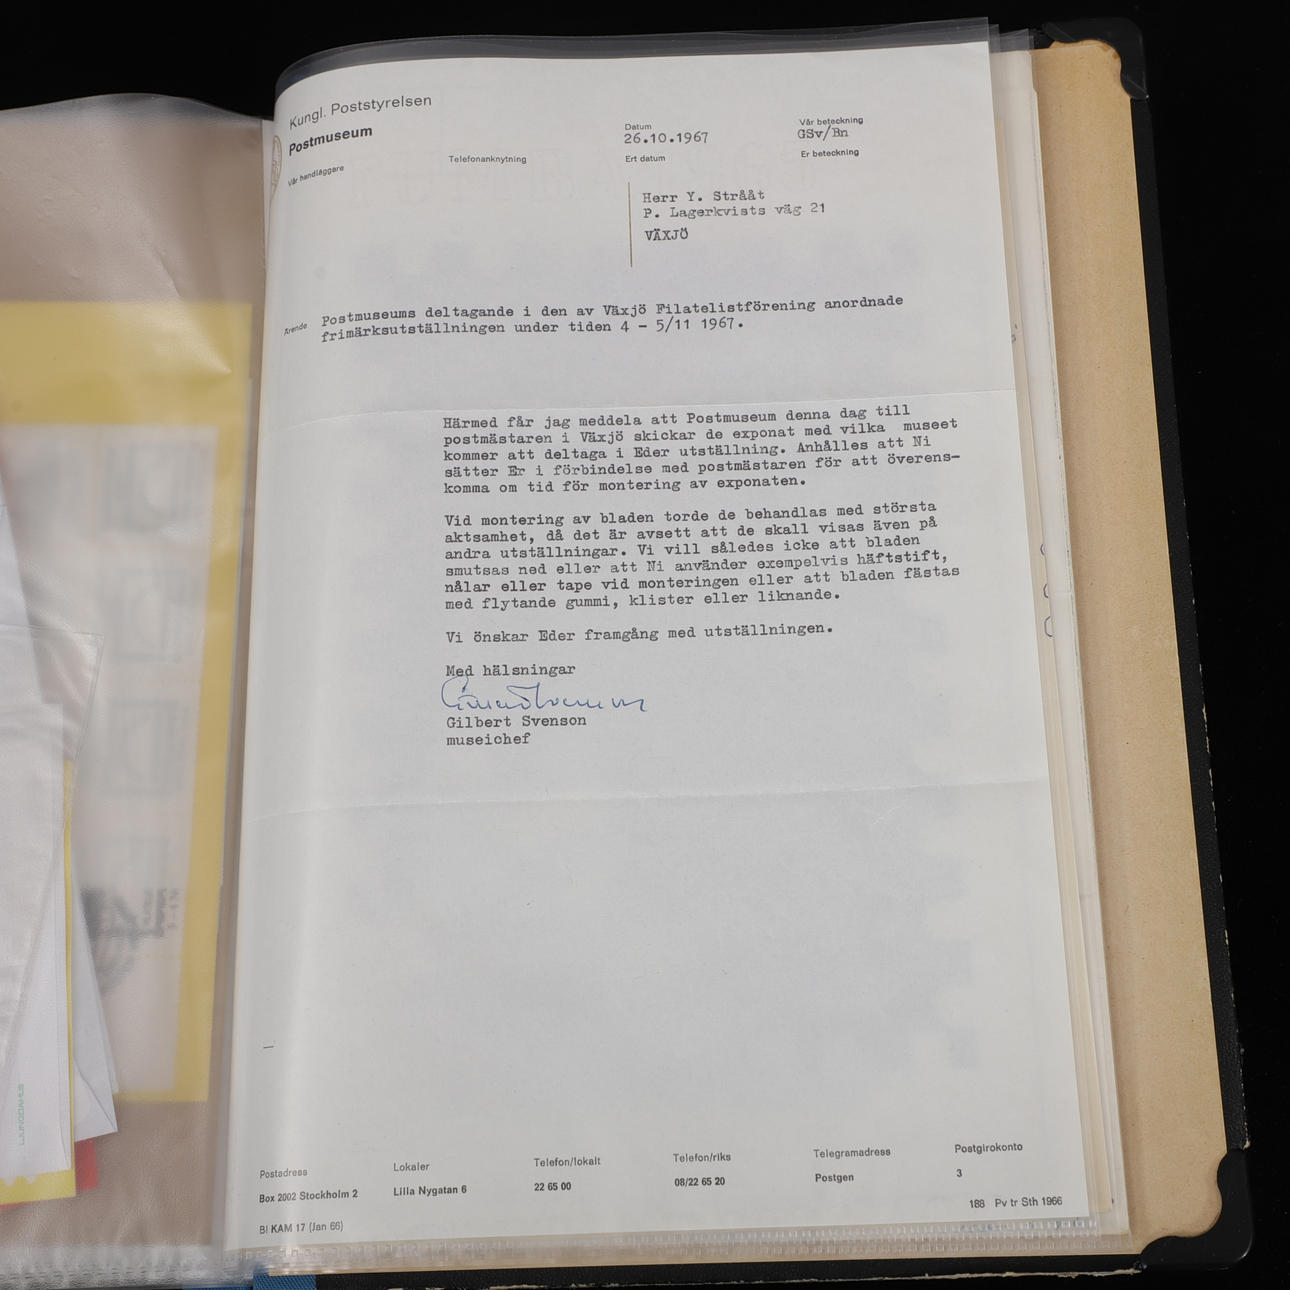 Kungl. Poststyrelsen
Postmuseum
Vår handläggare
Telefonanknytning
Datum
26.10.1967
Ert datum
Vår beteckning
GSv/Bn
Er beteckning
Herr Y. Strååt
P. Lagerkvists väg 21
VÄXJÖ
Ärende
Postmuseums deltagande i den av Växjö Filatelistförening anordnade
frimärksutställningen under tiden 4 - 5/11 1967.
Härmed får jag meddela att Postmuseum denna dag till
postmästaren i Växjö skickar de exponat med vilka museet
kommer att deltaga i Eder utställning. Anhålles att Ni
sätter Er i förbindelse med postmästaren för att överens-
komma om tid för montering av exponaten.
Vid montering av bladen torde de behandlas med största
aktsamhet, då det är avsett att de skall visas även på
andra utställningar. Vi vill således icke att bladen
smutsas ned eller att Ni använder exempelvis häftstift,
nålar eller tape vid monteringen eller att bladen fästas
med flytande gummi, klister eller liknande.
Vi önskar Eder framgång med utställningen.
Med hälsningar
Gilbert Svenson
museichef
Postadress
Box 2002 Stockholm 2
Lokaler
Lilla Nygatan 6
Telefon/lokalt
22 65 00
Telefon/riks
08/22 65 20
Telegramadress
Postgen
Postgirokonto
3
Bl KAM 17 (Jan 66)
188 Pv tr Sth 1966
LJUNGDAHLS